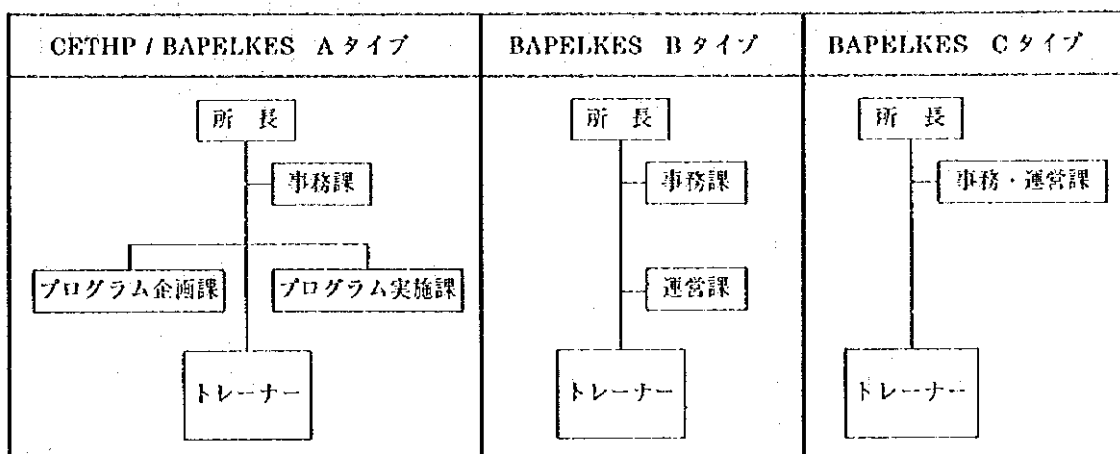 CETHP / BAPELKES Aタイプ
BAPELKES Bタイプ
BAPELKES Cタイプ
所長
事務課
プログラム企画課
プログラム実施課
トレーナー
所長
事務課
運営課
トレーナー
所長
事務・運営課
トレーナー